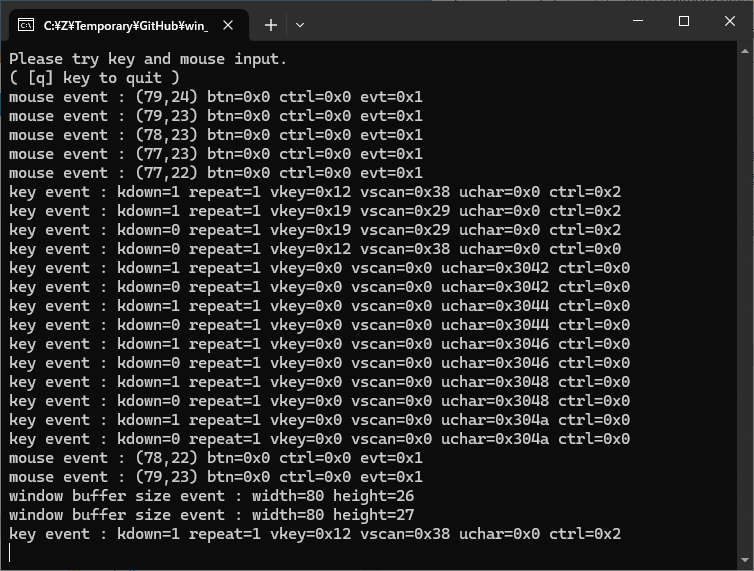 C:¥Z¥Temporary¥GitHub¥win_
Please try key and mouse input.
( [q] key to quit )
mouse event : (79,24) btn=0x0 ctrl=0x0 evt=0x1
mouse event : (79,23) btn=0x0 ctrl=0x0 evt=0x1
mouse event : (78,23) btn=0x0 ctrl=0x0 evt=0x1
mouse event : (77,23) btn=0x0 ctrl=0x0 evt=0x1
mouse event : (77,22) btn=0x0 ctrl=0x0 evt=0x1
key event : kdown=1 repeat=1 vkey=0x12 vscan=0x38 uchar=0x0 ctrl=0x2
key event : kdown=1 repeat=1 vkey=0x19 vscan=0x29 uchar=0x0 ctrl=0x2
key event : kdown=0 repeat=1 vkey=0x19 vscan=0x29 uchar=0x0 ctrl=0x2
key event : kdown=0 repeat=1 vkey=0x12 vscan=0x38 uchar=0x0 ctrl=0x0
key event : kdown=1 repeat=1 vkey=0x0 vscan=0x0 uchar=0x3042 ctrl=0x0
key event : kdown=0 repeat=1 vkey=0x0 vscan=0x0 uchar=0x3042 ctrl=0x0
key event : kdown=1 repeat=1 vkey=0x0 vscan=0x0 uchar=0x3044 ctrl=0x0
key event : kdown=0 repeat=1 vkey=0x0 vscan=0x0 uchar=0x3044 ctrl=0x0
key event : kdown=1 repeat=1 vkey=0x0 vscan=0x0 uchar=0x3046 ctrl=0x0
key event : kdown=0 repeat=1 vkey=0x0 vscan=0x0 uchar=0x3046 ctrl=0x0
key event : kdown=1 repeat=1 vkey=0x0 vscan=0x0 uchar=0x3048 ctrl=0x0
key event : kdown=0 repeat=1 vkey=0x0 vscan=0x0 uchar=0x3048 ctrl=0x0
key event : kdown=1 repeat=1 vkey=0x0 vscan=0x0 uchar=0x304a ctrl=0x0
key event : kdown=0 repeat=1 vkey=0x0 vscan=0x0 uchar=0x304a ctrl=0x0
mouse event : (78,22) btn=0x0 ctrl=0x0 evt=0x1
mouse event : (79,23) btn=0x0 ctrl=0x0 evt=0x1
window buffer size event : width=80 height=26
window buffer size event : width=80 height=27
key event : kdown=1 repeat=1 vkey=0x12 vscan=0x38 uchar=0x0 ctrl=0x2